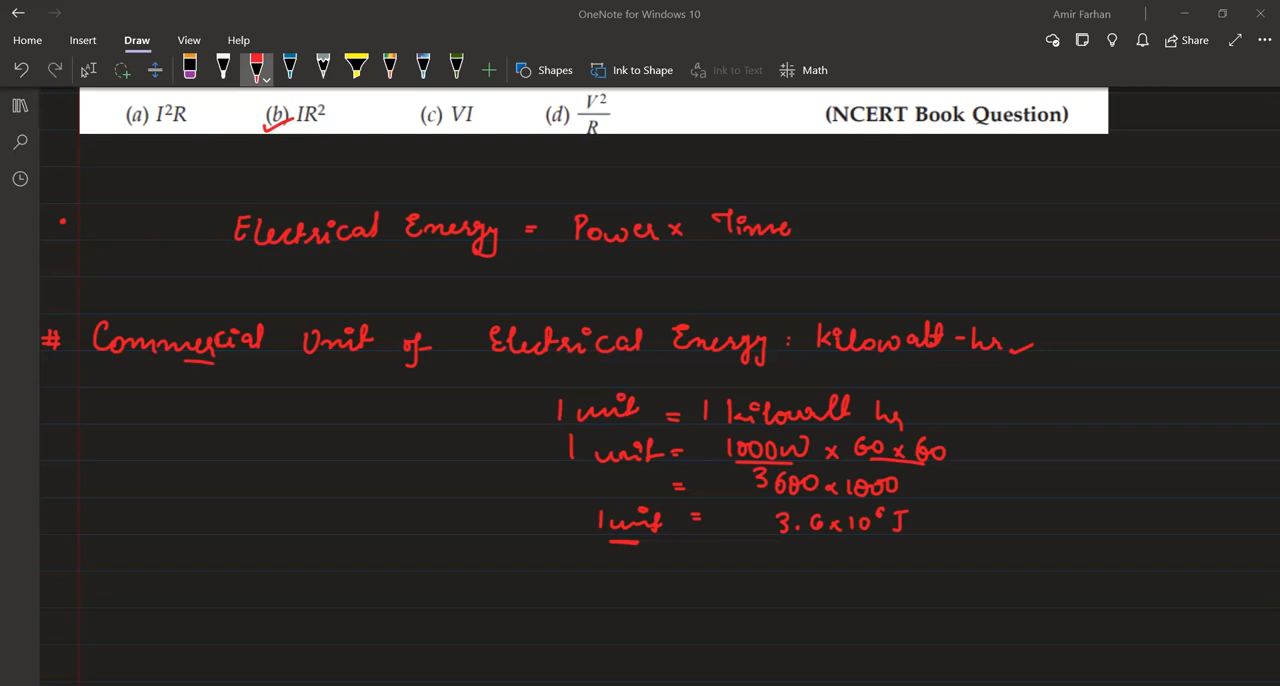 OneNote for Windows 10
Amir Farhan
Home Insert Draw View Help
Share
Shapes Ink to Shape Ink to Text Math
(a) I²R (b) IR² (c) VI (d) V²/R (NCERT Book Question)
Electrical Energy = Power × Time
# Commercial Unit of Electrical Energy : kilowatt-hr
1 unit = 1 kilowatt hr
1 unit = 1000W × 60 × 60
= 3600 × 1000
1 unit = 3.6 × 10⁶ J